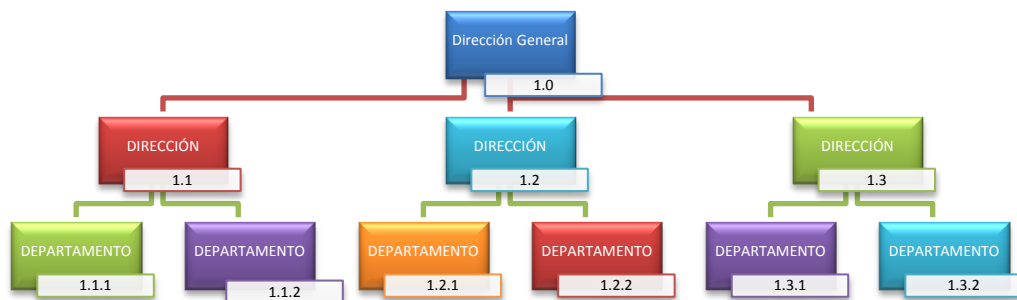 Dirección General
1.0
DIRECCIÓN
1.1
DIRECCIÓN
1.2
DIRECCIÓN
1.3
DEPARTAMENTO
1.1.1
DEPARTAMENTO
1.1.2
DEPARTAMENTO
1.2.1
DEPARTAMENTO
1.2.2
DEPARTAMENTO
1.3.1
DEPARTAMENTO
1.3.2